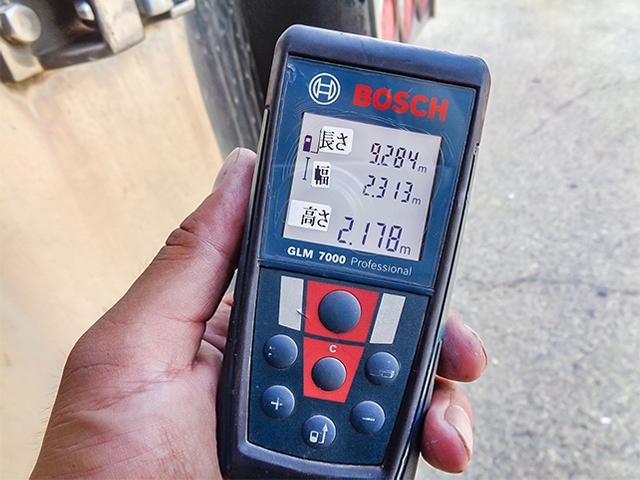 BOSCH
長さ 9.284m
幅 2.313m
高さ 2.178m
GLM 7000 Professional
C